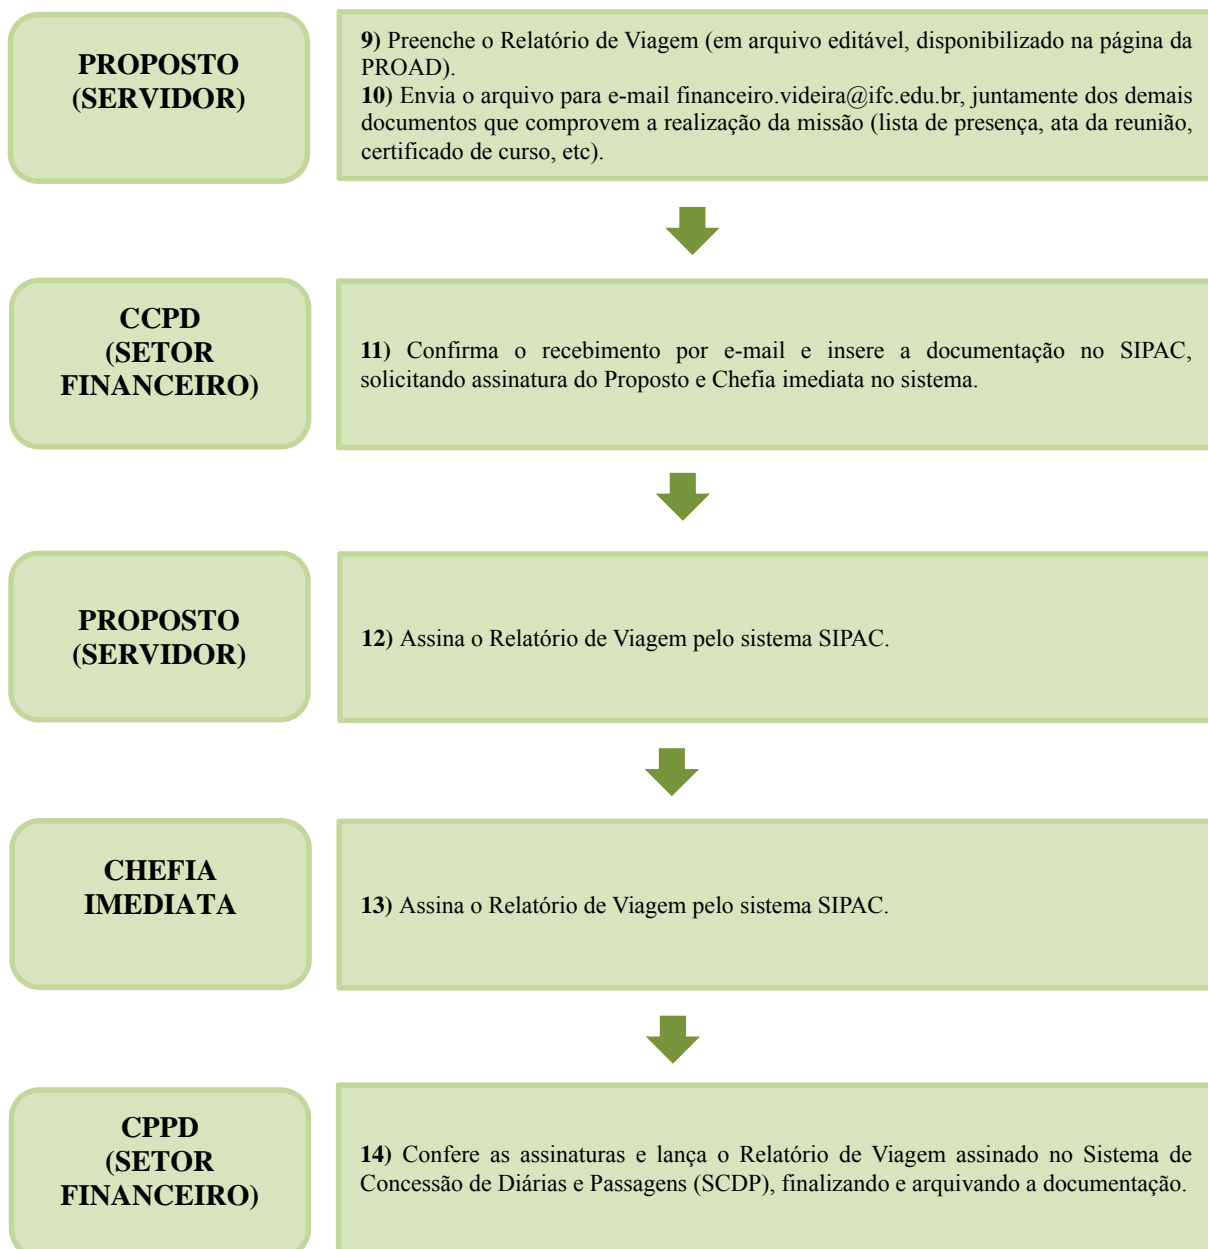 PROPOSTO
(SERVIDOR)
9) Preenche o Relatório de Viagem (em arquivo editável, disponibilizado na página da
PROAD).
10) Envia o arquivo para e-mail financeiro.videira@ifc.edu.br, juntamente dos demais
documentos que comprovem a realização da missão (lista de presença, ata da reunião,
certificado de curso, etc).
CCPD
(SETOR
FINANCEIRO)
11) Confirma o recebimento por e-mail e insere a documentação no SIPAC,
solicitando assinatura do Proposto e Chefia imediata no sistema.
PROPOSTO
(SERVIDOR)
12) Assina o Relatório de Viagem pelo sistema SIPAC.
CHEFIA
IMEDIATA
13) Assina o Relatório de Viagem pelo sistema SIPAC.
CPPD
(SETOR
FINANCEIRO)
14) Confere as assinaturas e lança o Relatório de Viagem assinado no Sistema de
Concessão de Diárias e Passagens (SCDP), finalizando e arquivando a documentação.